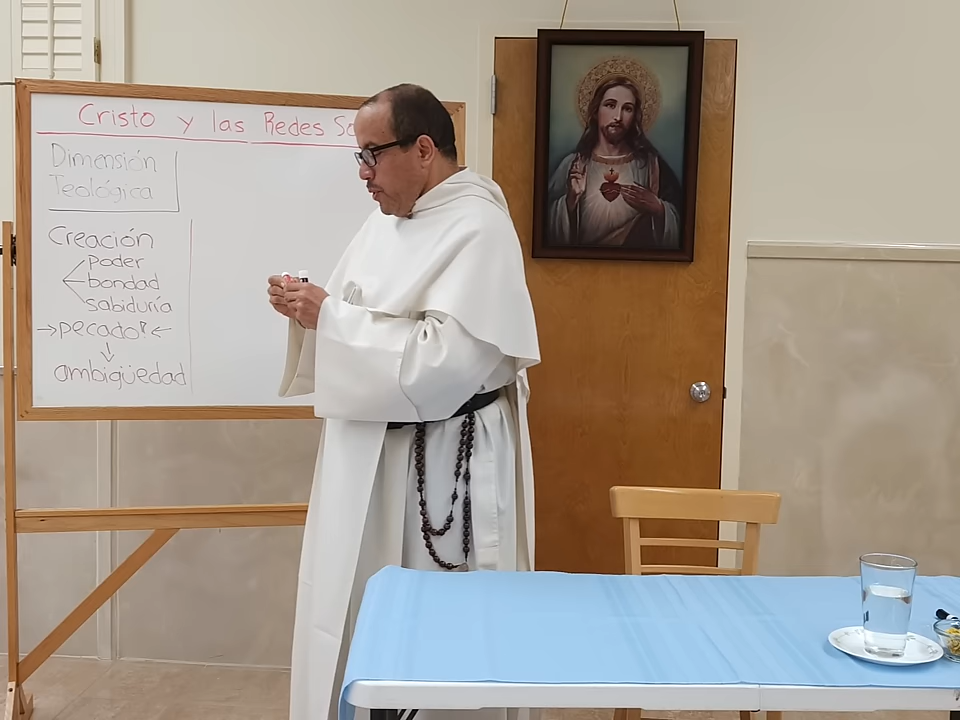 Cristo y las Redes So
Dimensión
Teológica
Creación
Poder
bondad
sabiduría
→pecado←
↓
ambigüedad